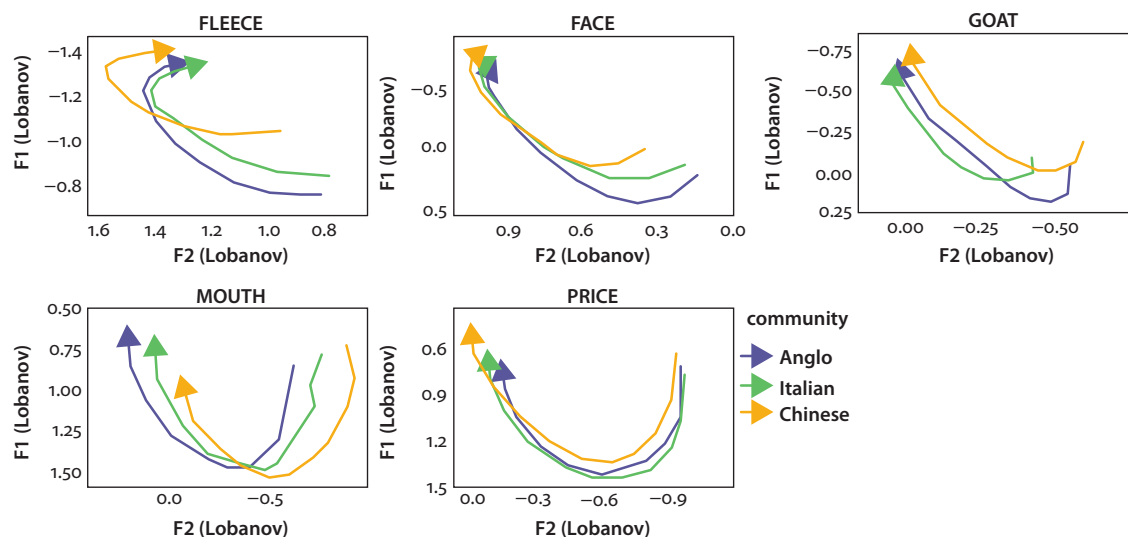 FLEECE
F1 (Lobanov)
−1.4
−1.2
−1.0
−0.8
1.6 1.4 1.2 1.0 0.8
F2 (Lobanov)
FACE
F1 (Lobanov)
−0.5
0.0
0.5
0.9 0.6 0.3 0.0
F2 (Lobanov)
GOAT
F1 (Lobanov)
−0.75
−0.50
−0.25
0.00
0.25
0.00 −0.25 −0.50
F2 (Lobanov)
MOUTH
F1 (Lobanov)
0.50
0.75
1.00
1.25
1.50
0.0 −0.5
F2 (Lobanov)
PRICE
F1 (Lobanov)
0.6
0.9
1.2
1.5
0.0 −0.3 −0.6 −0.9
F2 (Lobanov)
community
Anglo
Italian
Chinese